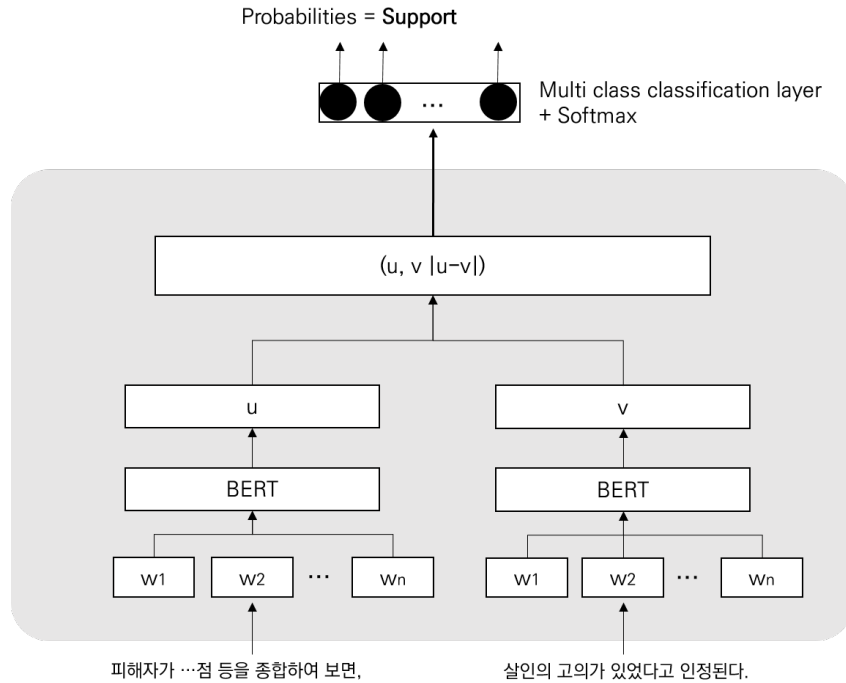 Probabilities = Support
...
Multi class classification layer
+ Softmax
(u, v |u-v|)
u
v
BERT
BERT
w1 w2 ... wn
w1 w2 ... wn
피해자가 …점 등을 종합하여 보면,
살인의 고의가 있었다고 인정된다.